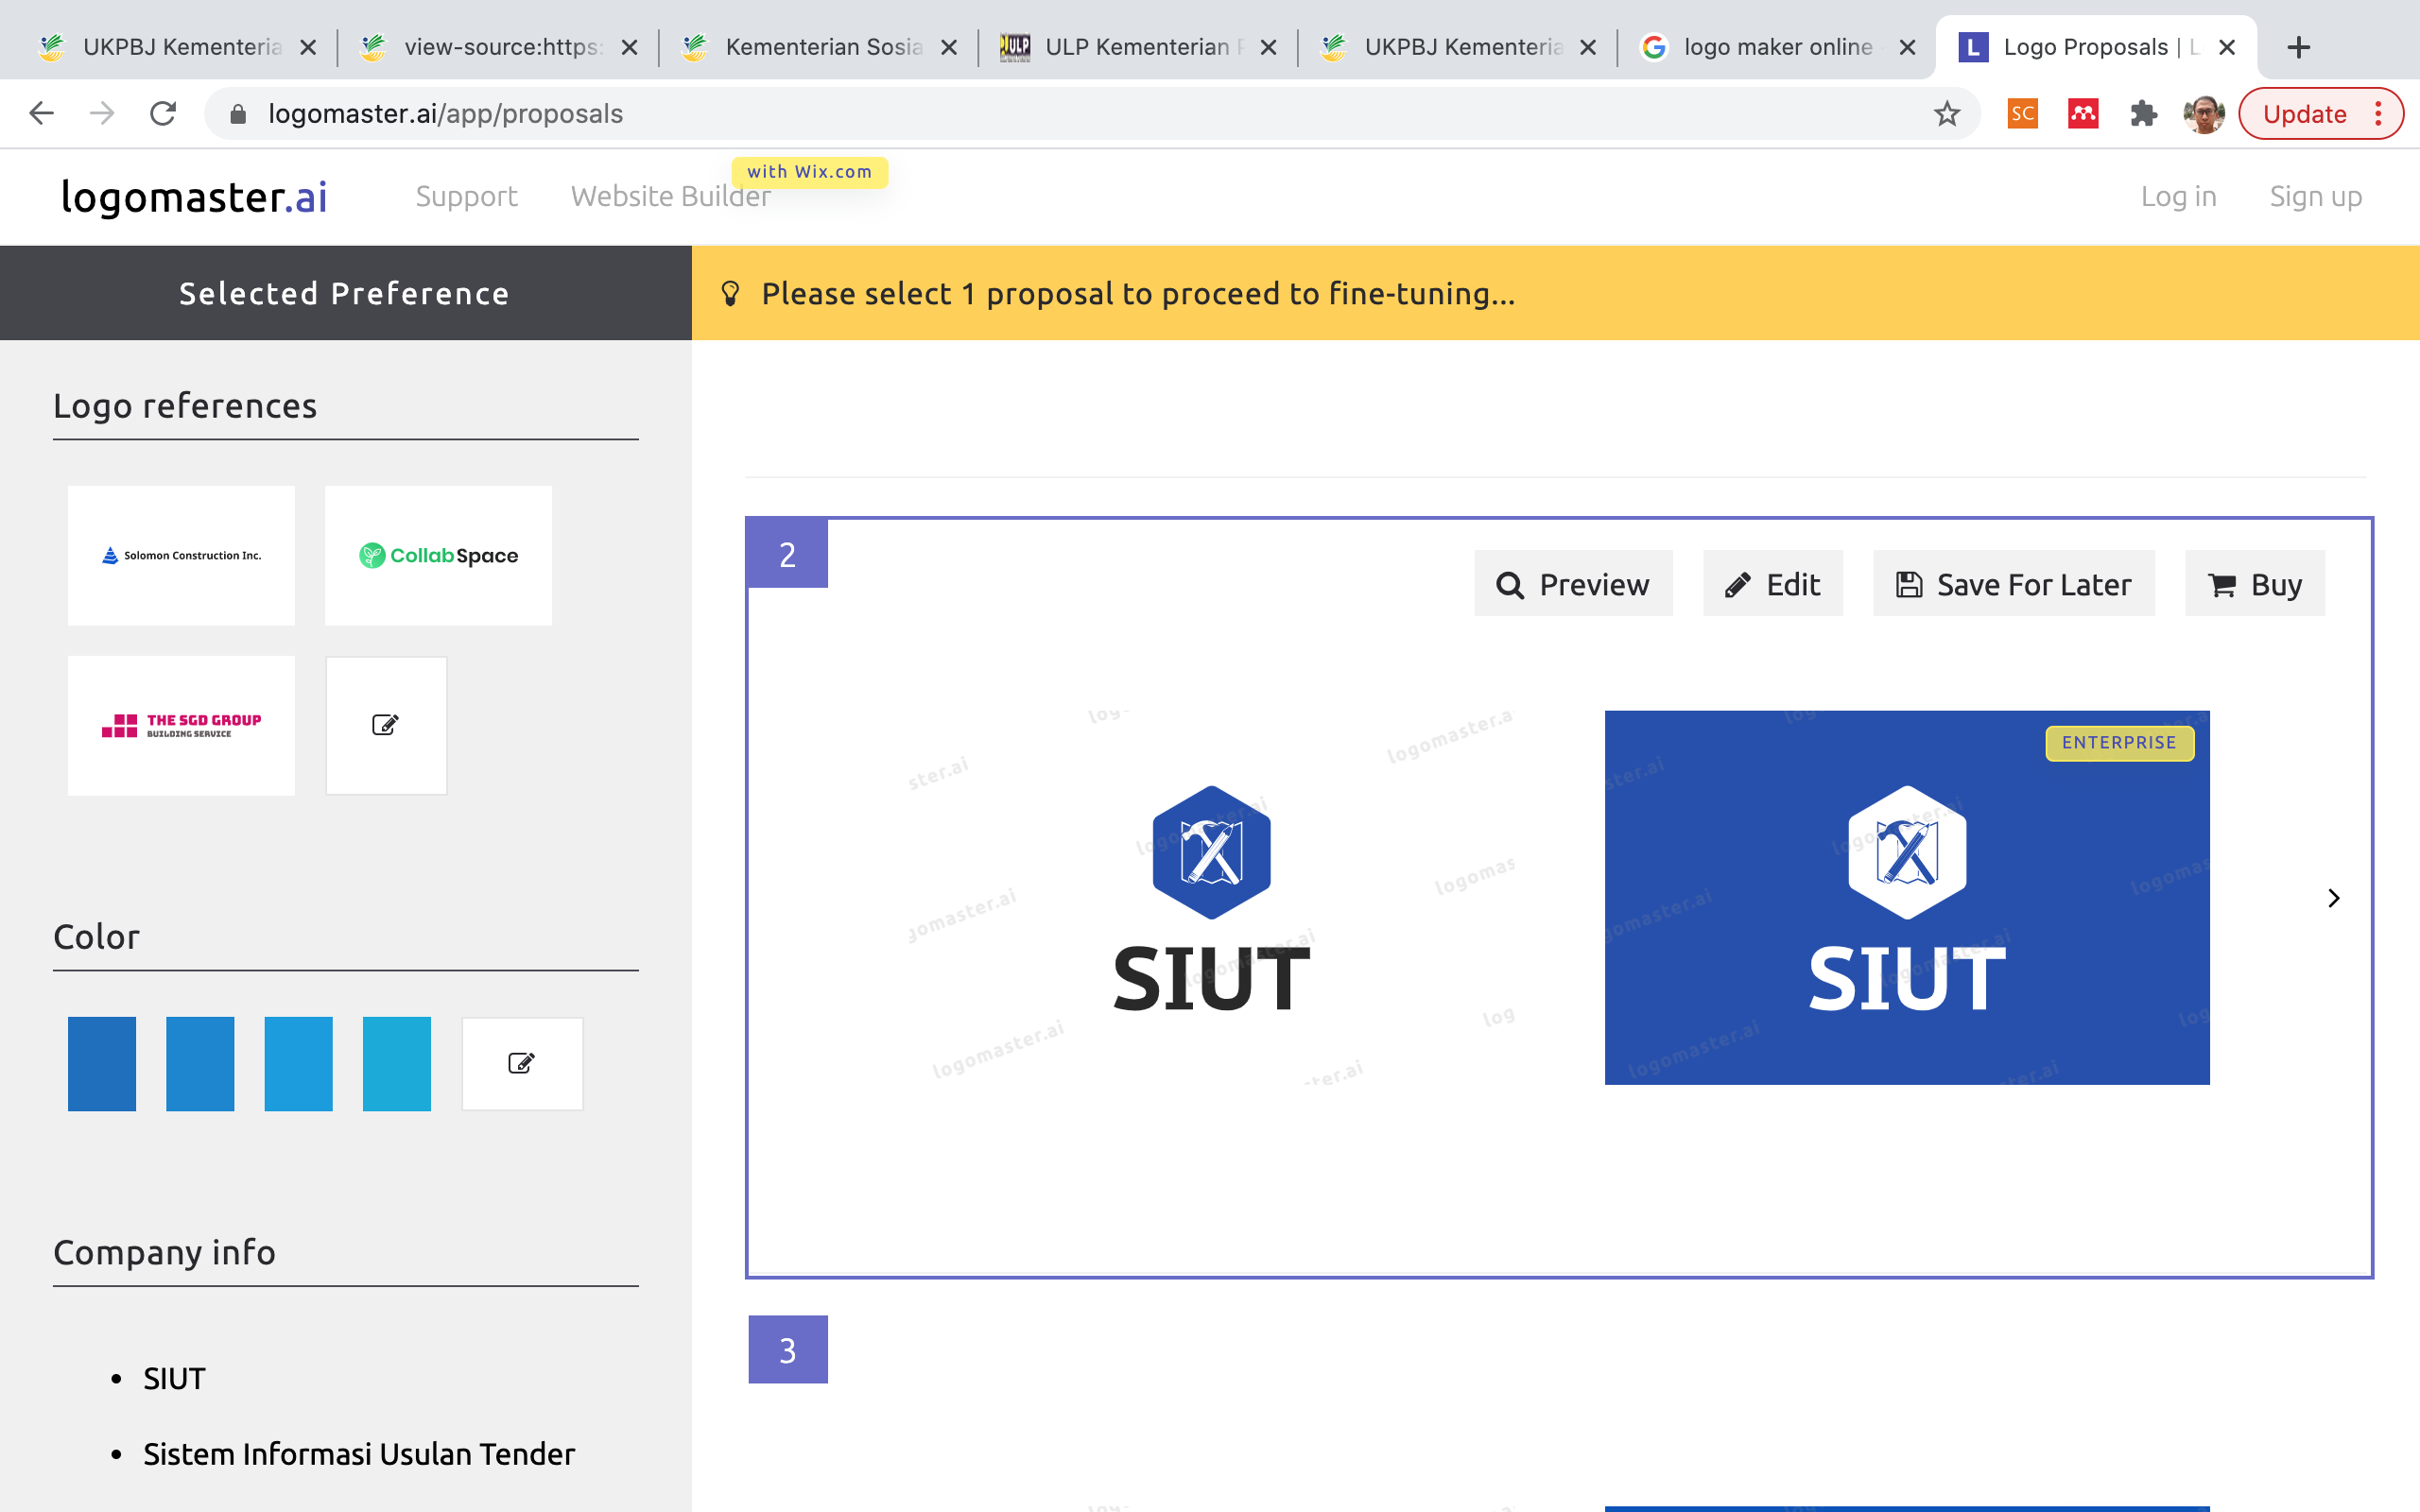 UKPBJ Kementeria
view-source:https:
Kementerian Sosia
ULP Kementerian
UKPBJ Kementeria
logo maker online
Logo Proposals | L
logomaster.ai/app/proposals
SC
Update
with Wix.com
logomaster.ai
Support
Website Builder
Log in
Sign up
Selected Preference
Please select 1 proposal to proceed to fine-tuning...
Logo references
Solomon Construction Inc.
CollabSpace
THE SGD GROUP
BUILDING SERVICE
Color
Company info
• SIUT
• Sistem Informasi Usulan Tender
2
Preview
Edit
Save For Later
Buy
SIUT
ENTERPRISE
SIUT
logomaster.ai
3